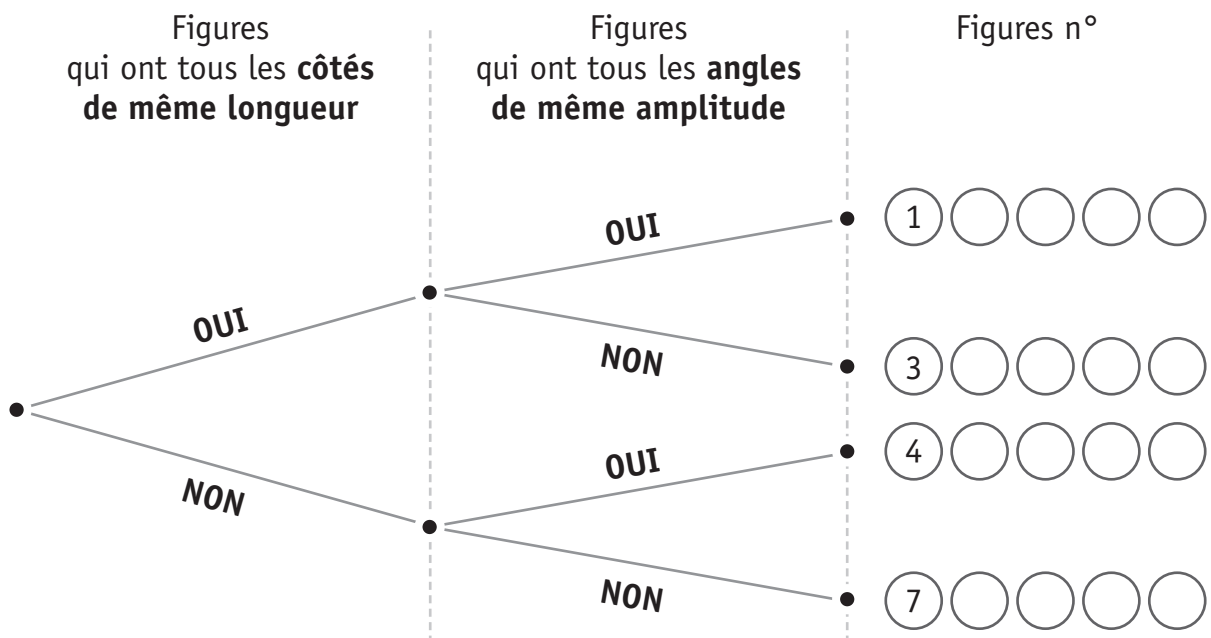 Figures
qui ont tous les côtés
de même longueur
Figures
qui ont tous les angles
de même amplitude
Figures n°
OUI
1
OUI
NON
3
OUI
4
NON
NON
7